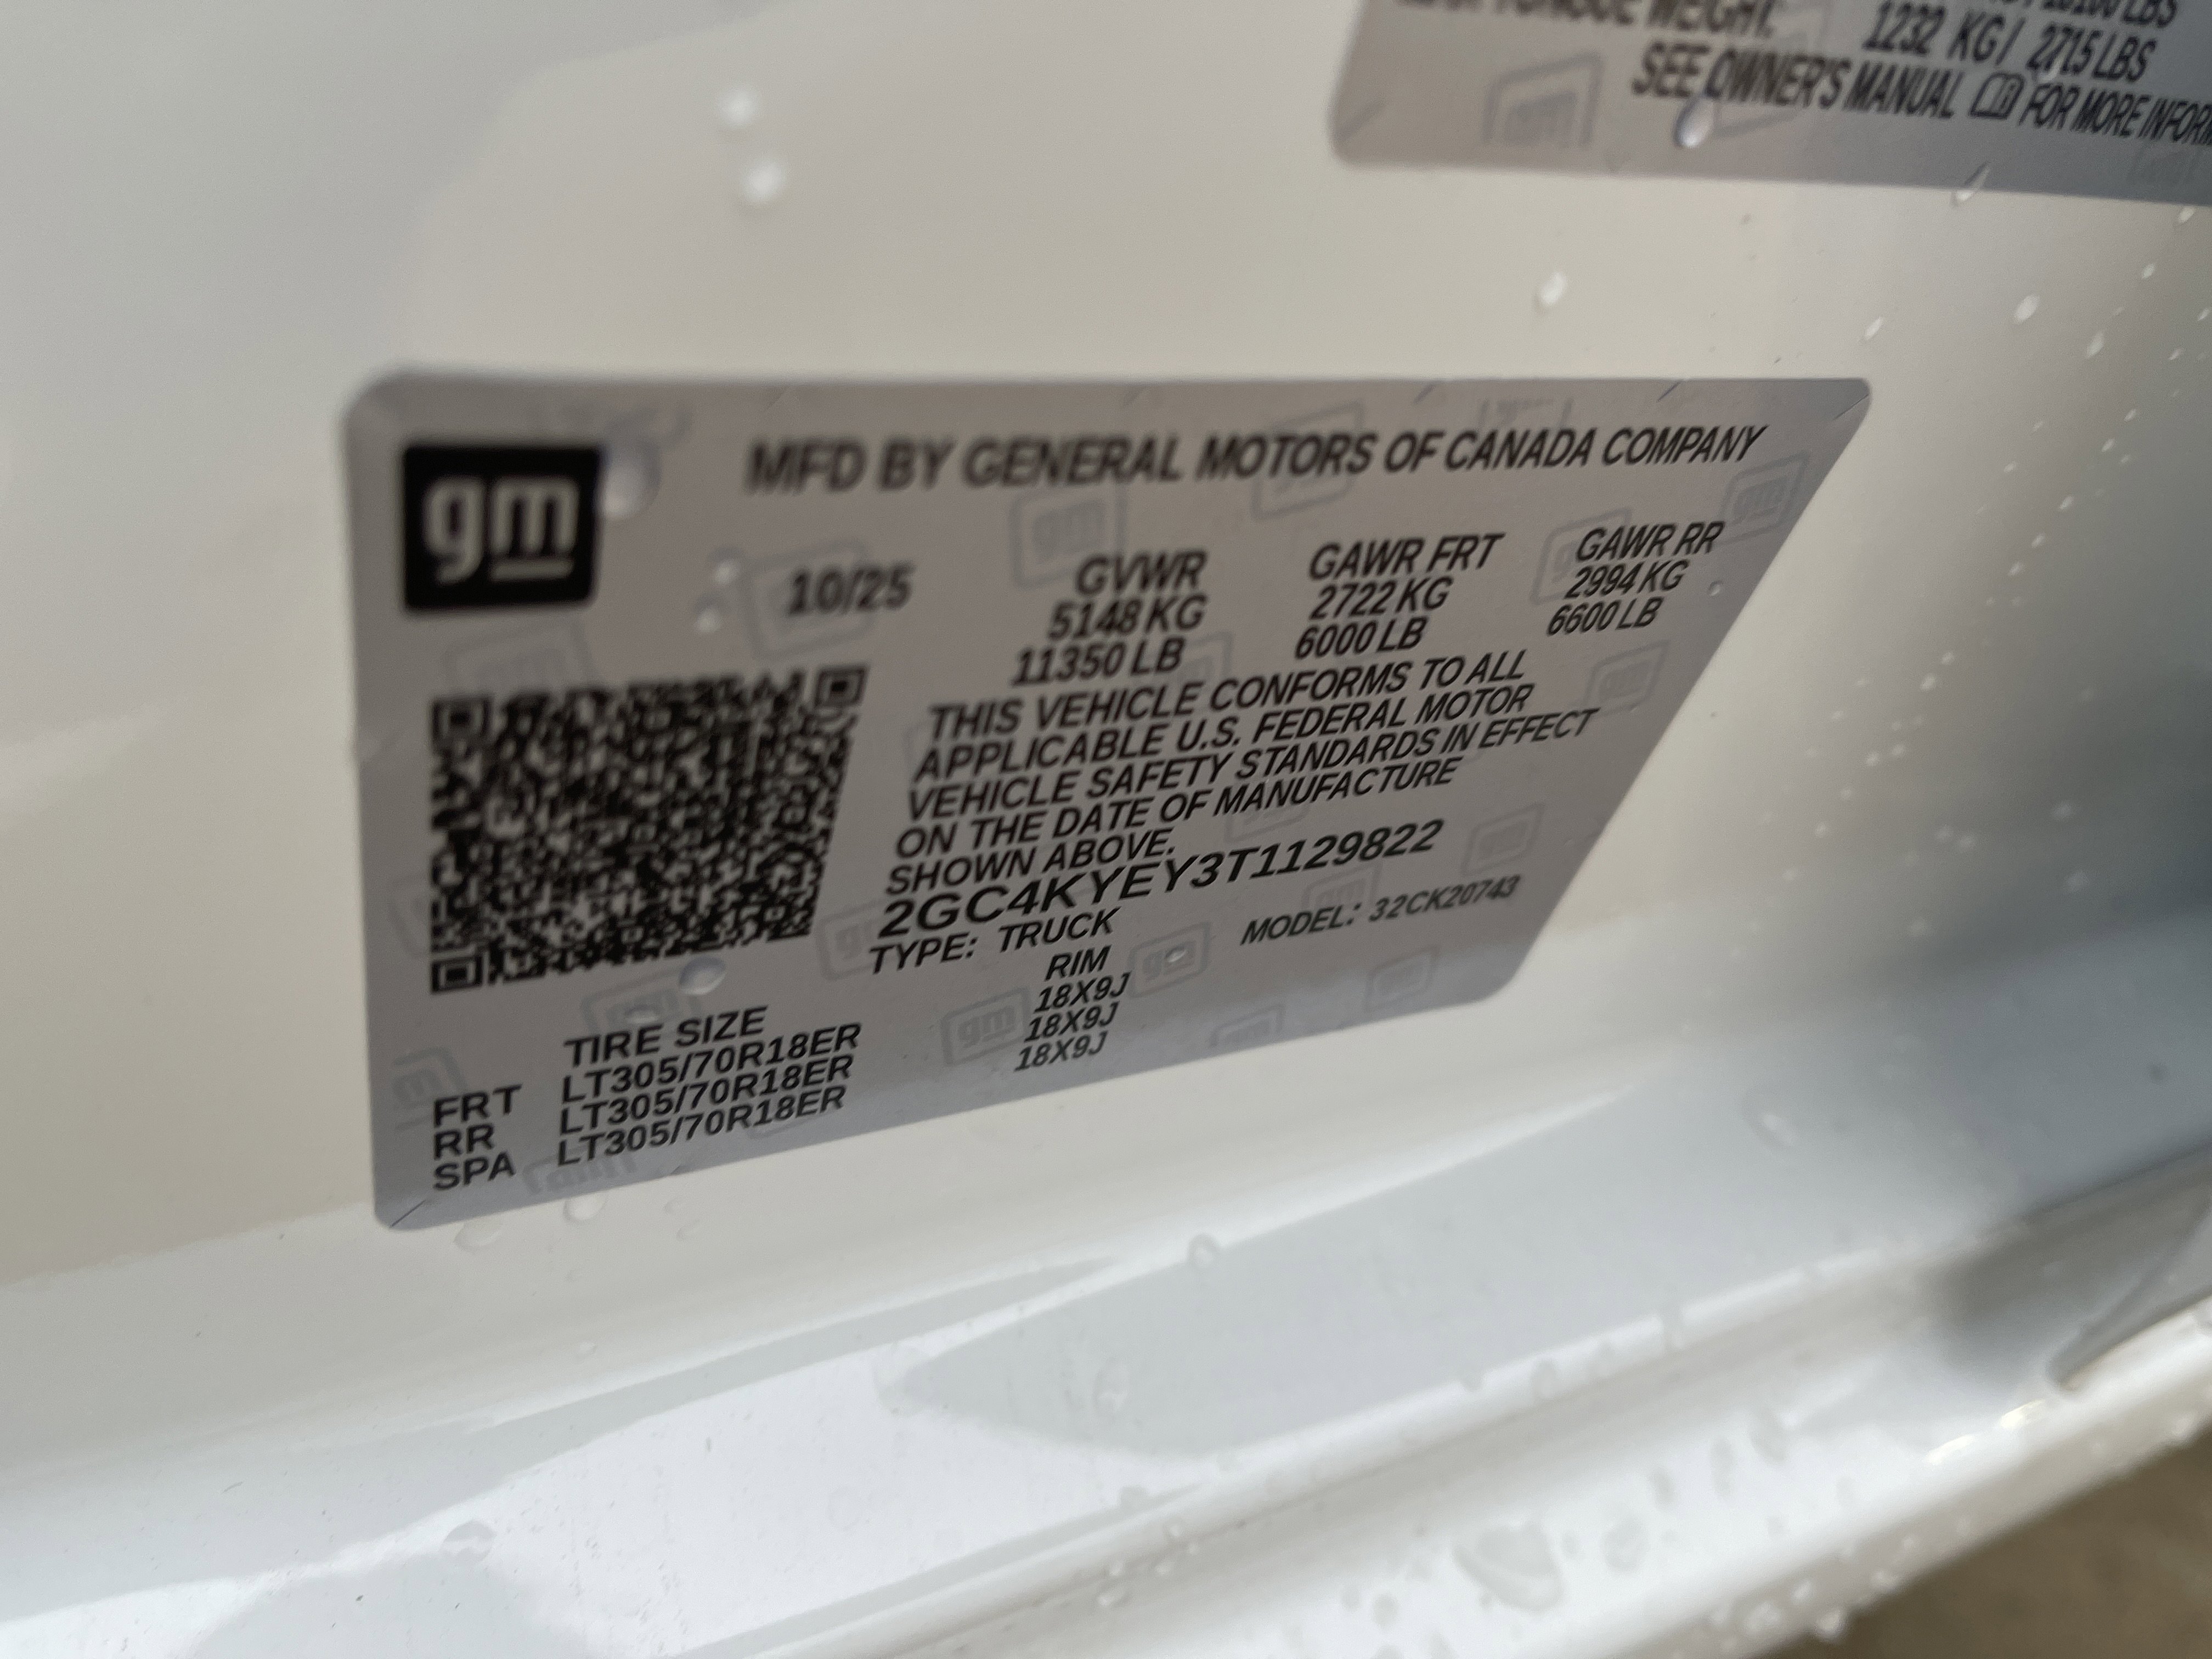 1232 KG / 2715 LBS
SEE OWNER'S MANUAL FOR MORE
gm
MFD BY GENERAL MOTORS OF CANADA COMPANY
10/25 GVWR GAWR FRT GAWR RR
5148 KG 2722 KG 2994 KG
11350 LB 6000 LB 6600 LB
THIS VEHICLE CONFORMS TO ALL
APPLICABLE U.S. FEDERAL MOTOR
VEHICLE SAFETY STANDARDS IN EFFECT
ON THE DATE OF MANUFACTURE
SHOWN ABOVE.
2GC4KYEY3T1129822
TYPE: TRUCK MODEL: 32CK20743
TIRE SIZE RIM
FRT LT305/70R18ER 18X9J
RR LT305/70R18ER 18X9J
SPA LT305/70R18ER 18X9J